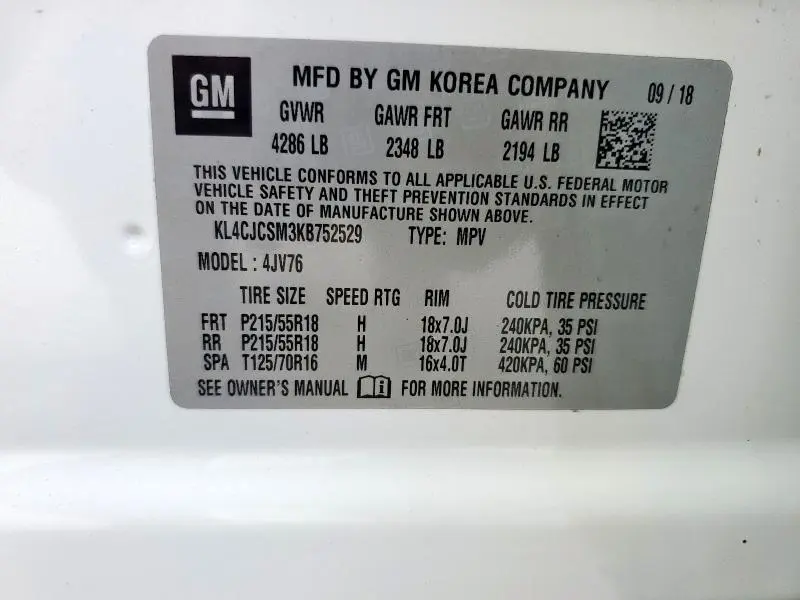 GM
MFD BY GM KOREA COMPANY 09 / 18
GVWR GAWR FRT GAWR RR
4286 LB 2348 LB 2194 LB
THIS VEHICLE CONFORMS TO ALL APPLICABLE U.S. FEDERAL MOTOR
VEHICLE SAFETY AND THEFT PREVENTION STANDARDS IN EFFECT
ON THE DATE OF MANUFACTURE SHOWN ABOVE.
KL4CJCSM3KB752529 TYPE: MPV
MODEL : 4JV76
TIRE SIZE SPEED RTG RIM COLD TIRE PRESSURE
FRT P215/55R18 H 18x7.0J 240KPA, 35 PSI
RR P215/55R18 H 18x7.0J 240KPA, 35 PSI
SPA T125/70R16 M 16x4.0T 420KPA, 60 PSI
SEE OWNER'S MANUAL FOR MORE INFORMATION.